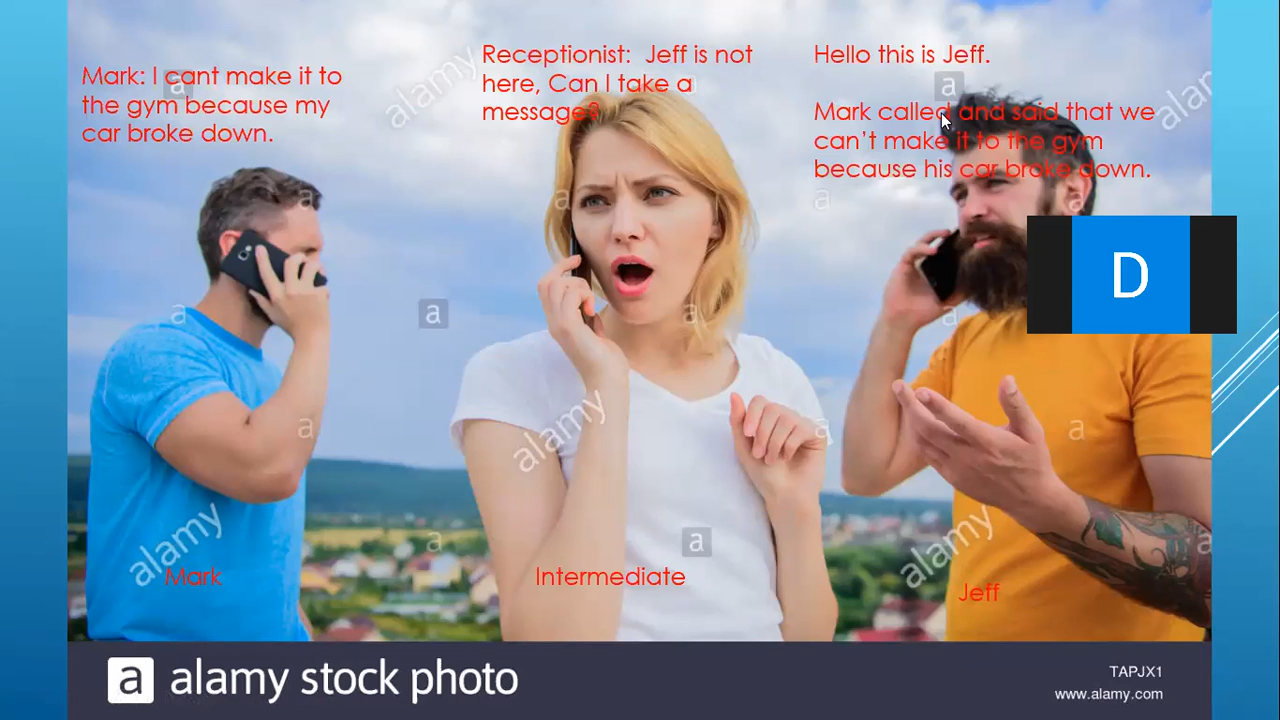 Mark: I cant make it to
the gym because my
car broke down.
Receptionist:  Jeff is not
here, Can I take a
message?
Hello this is Jeff.
Mark called and said that we
can’t make it to the gym
because his car broke down.
D
a
alamy
Mark
Intermediate
Jeff
a alamy stock photo
TAPJX1
www.alamy.com